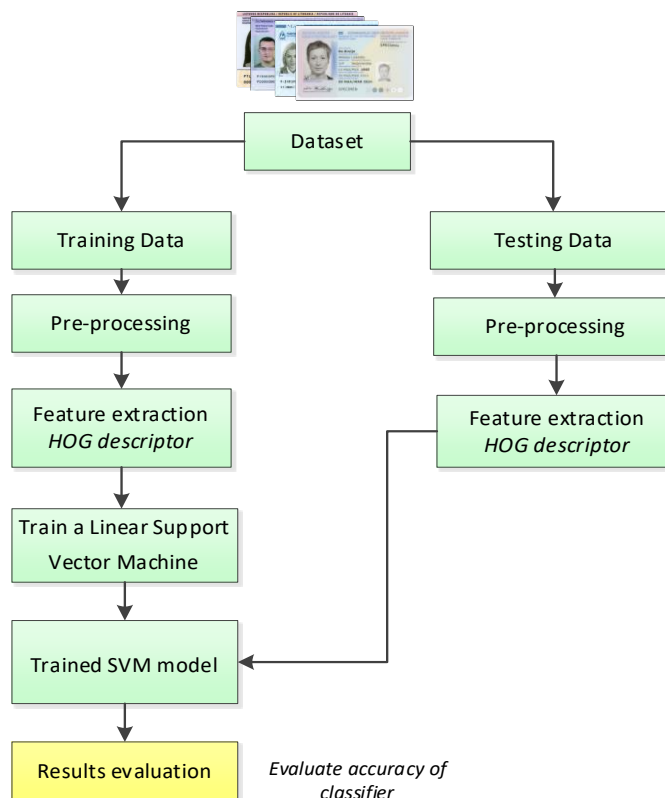 Dataset
Training Data
Testing Data
Pre-processing
Pre-processing
Feature extraction
HOG descriptor
Feature extraction
HOG descriptor
Train a Linear Support
Vector Machine
Trained SVM model
Results evaluation
Evaluate accuracy of
classifier